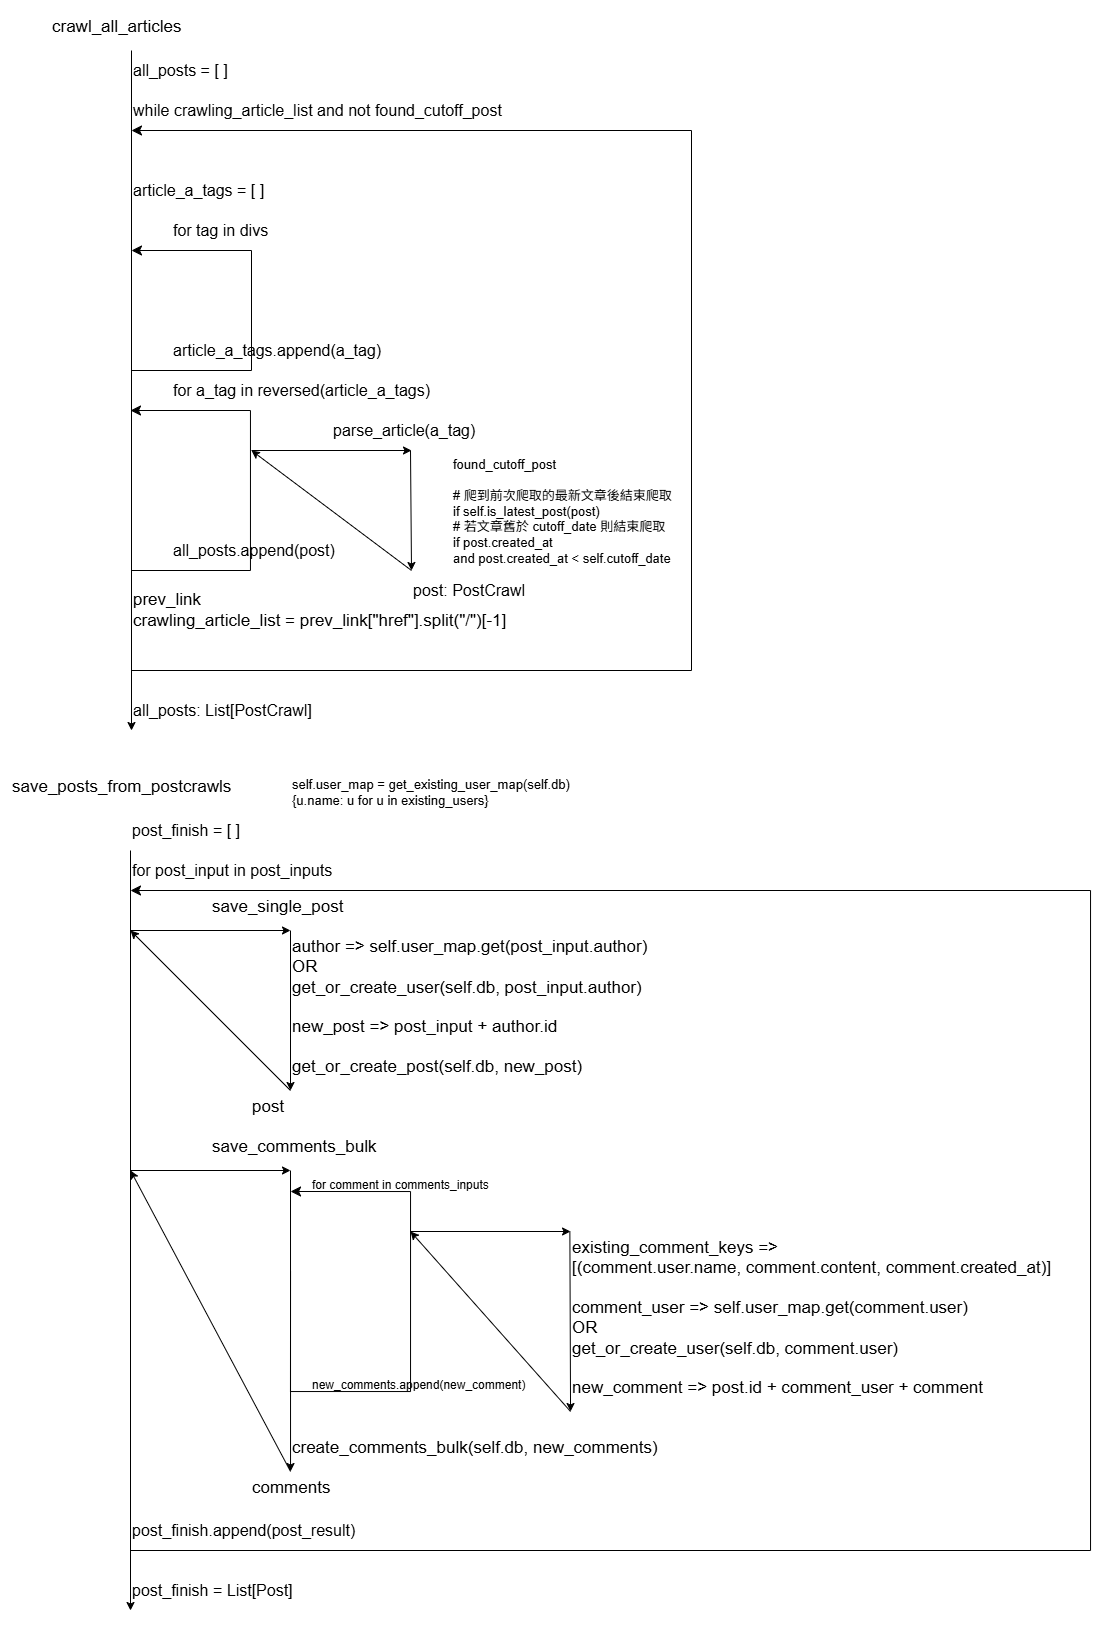 crawl_all_articles
all_posts = [ ]
while crawling_article_list and not found_cutoff_post
article_a_tags = [ ]
for tag in divs
article_a_tags.append(a_tag)
for a_tag in reversed(article_a_tags)
parse_article(a_tag)
found_cutoff_post
# 爬到前次爬取的最新文章後結束爬取
if self.is_latest_post(post)
# 若文章舊於 cutoff_date 則結束爬取
if post.created_at
and post.created_at < self.cutoff_date
all_posts.append(post)
post: PostCrawl
prev_link
crawling_article_list = prev_link["href"].split("/")[-1]
all_posts: List[PostCrawl]
save_posts_from_postcrawls
self.user_map = get_existing_user_map(self.db)
{u.name: u for u in existing_users}
post_finish = [ ]
for post_input in post_inputs
save_single_post
author => self.user_map.get(post_input.author)
OR
get_or_create_user(self.db, post_input.author)
new_post => post_input + author.id
get_or_create_post(self.db, new_post)
post
save_comments_bulk
for comment in comments_inputs
existing_comment_keys =>
[(comment.user.name, comment.content, comment.created_at)]
comment_user => self.user_map.get(comment.user)
OR
get_or_create_user(self.db, comment.user)
new_comment => post.id + comment_user + comment
new_comments.append(new_comment)
create_comments_bulk(self.db, new_comments)
comments
post_finish.append(post_result)
post_finish = List[Post]